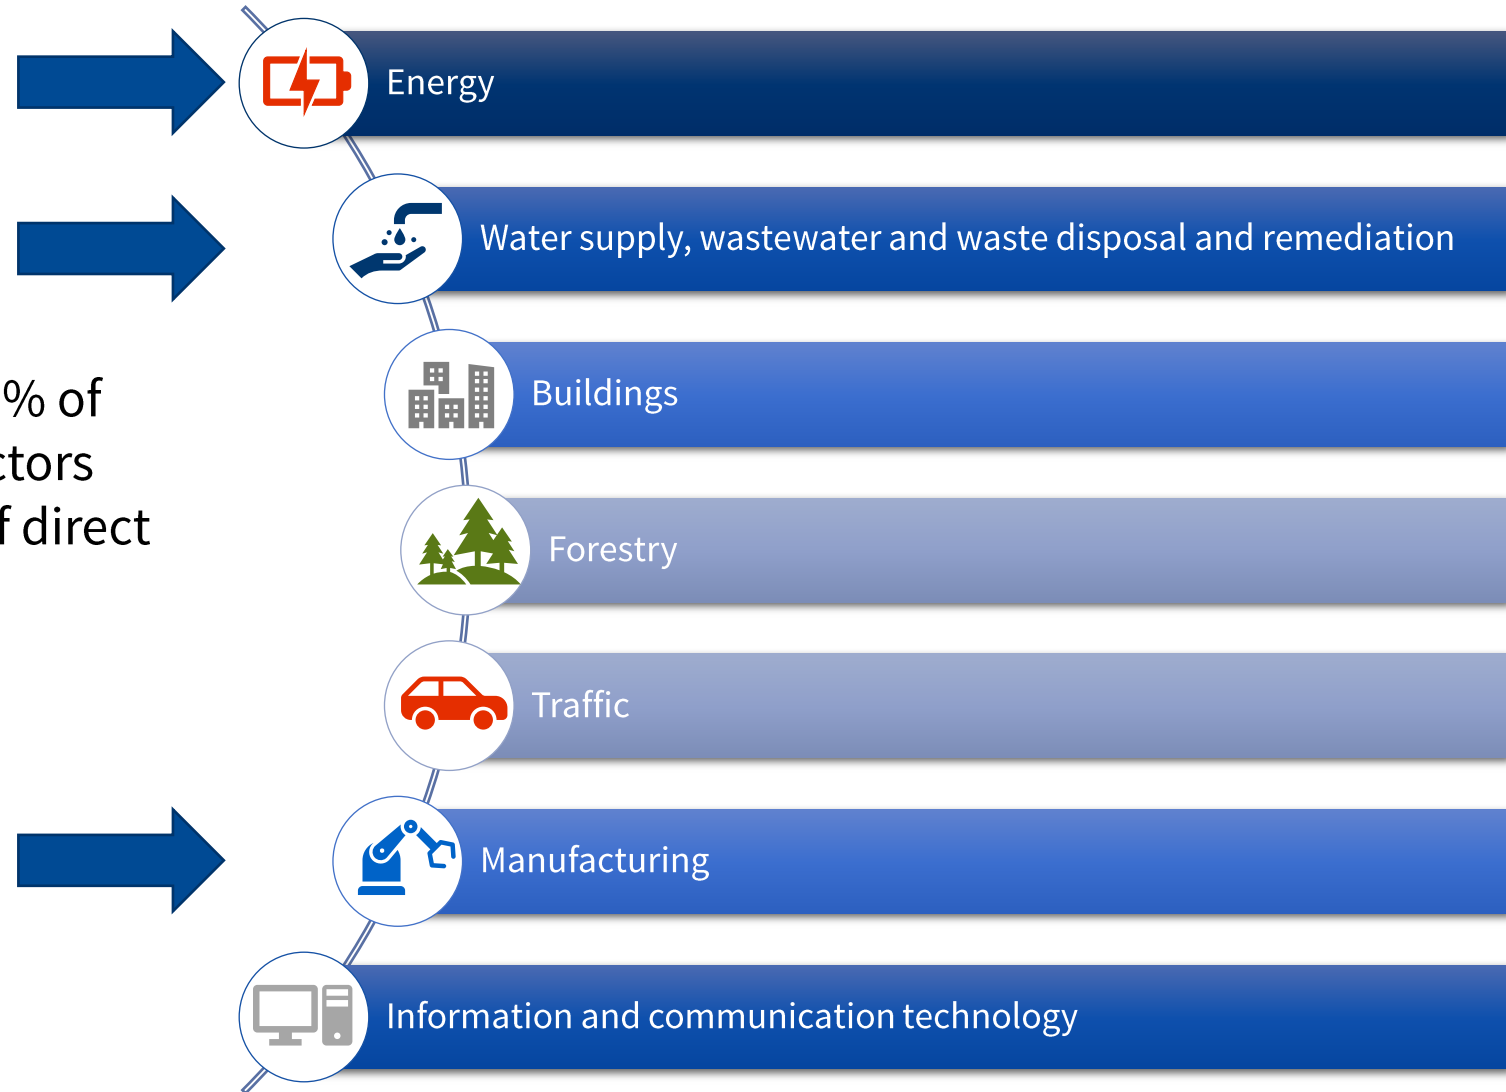 Energy
Water supply, wastewater and waste disposal and remediation
Buildings
% of
ctors
f direct
Forestry
Traffic
Manufacturing
Information and communication technology